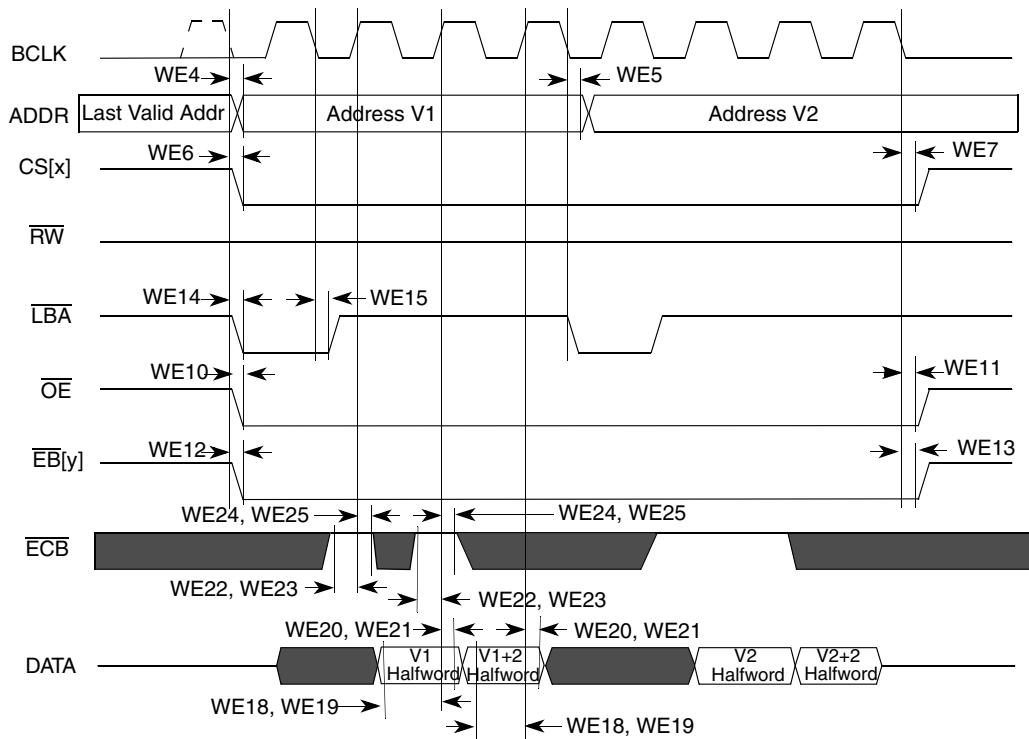 BCLK
WE4
WE5
ADDR
Last Valid Addr
Address V1
Address V2
WE6
WE7
CS[x]
RW
WE14
WE15
LBA
WE10
WE11
OE
WE12
WE13
EB[y]
WE24, WE25
WE24, WE25
ECB
WE22, WE23
WE22, WE23
WE20, WE21
WE20, WE21
DATA
V1
Halfword
V1+2
Halfword
V2
Halfword
V2+2
Halfword
WE18, WE19
WE18, WE19